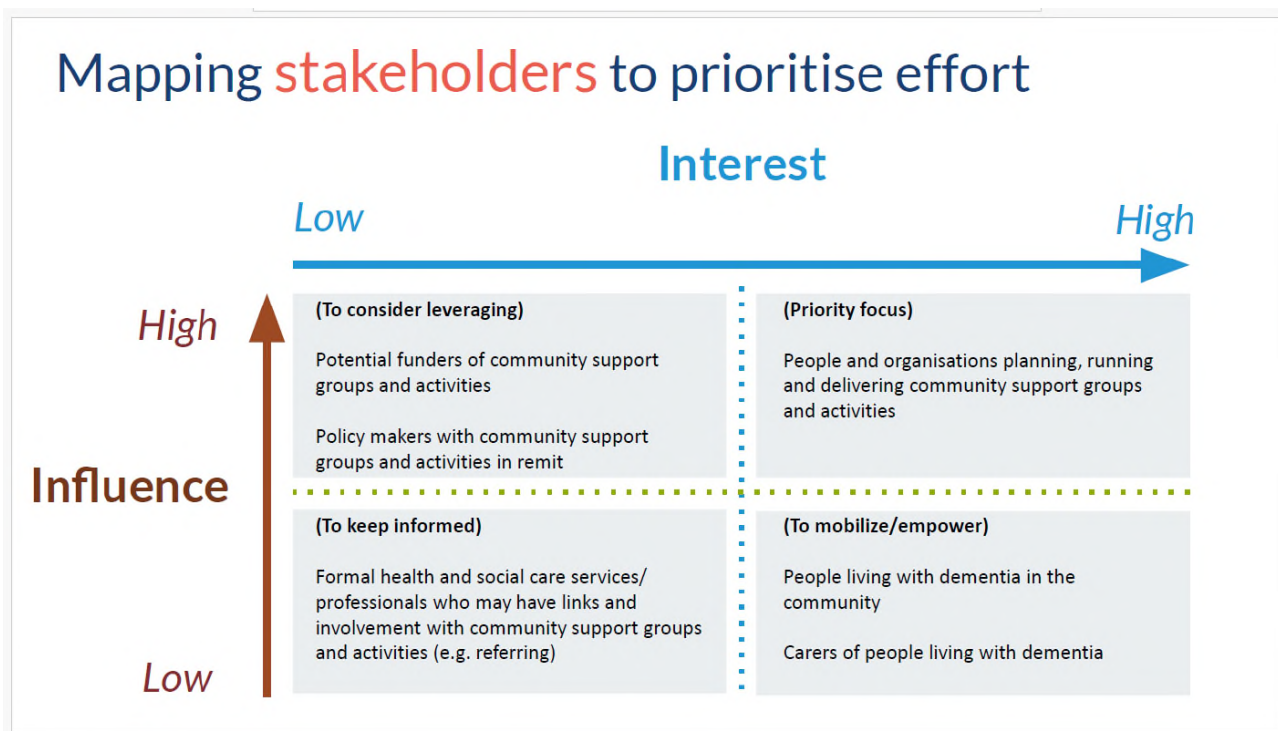 Mapping stakeholders to prioritise effort
Interest
Low
High
High
Influence
Low
(To consider leveraging)
Potential funders of community support
groups and activities
Policy makers with community support
groups and activities in remit
(Priority focus)
People and organisations planning, running
and delivering community support groups
and activities
(To keep informed)
Formal health and social care services/
professionals who may have links and
involvement with community support groups
and activities (e.g. referring)
(To mobilize/empower)
People living with dementia in the
community
Carers of people living with dementia